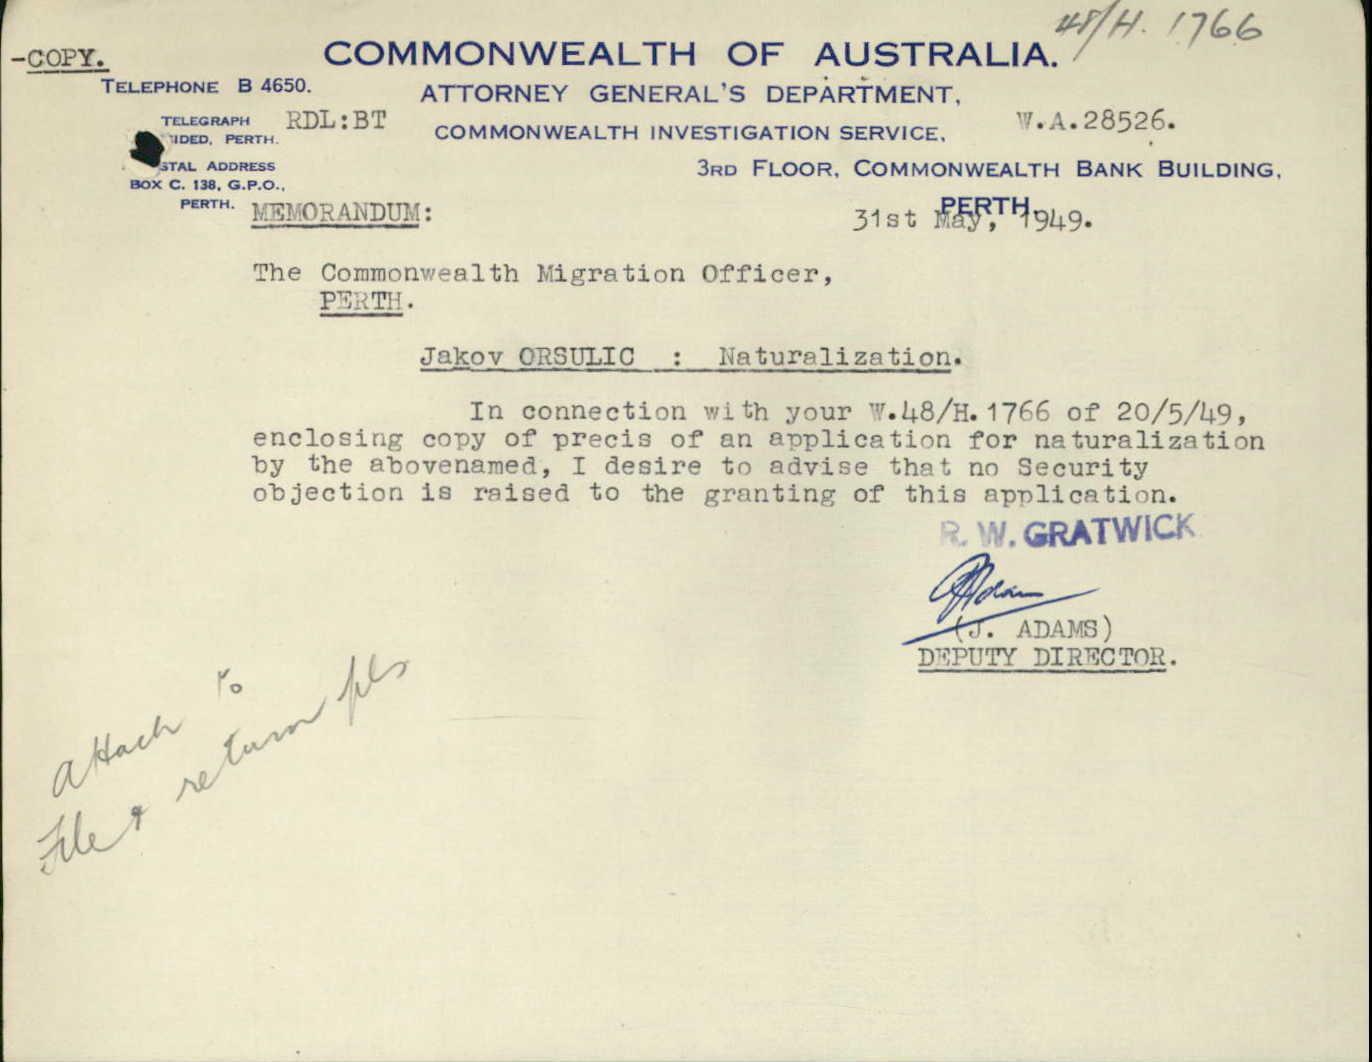 48/H. 1766
-COPY.
COMMONWEALTH OF AUSTRALIA.
TELEPHONE B 4650.
ATTORNEY GENERAL'S DEPARTMENT,
TELEGRAPH RDL:BT
W.A.28526.
IDED, PERTH.
COMMONWEALTH INVESTIGATION SERVICE,
STAL ADDRESS
3RD FLOOR, COMMONWEALTH BANK BUILDING,
BOX C. 138, G.P.O.,
PERTH.
PERTH.
MEMORANDUM:
31st May, 1949.
The Commonwealth Migration Officer,
PERTH.
Jakov ORSULIC : Naturalization.
In connection with your W.48/H.1766 of 20/5/49,
enclosing copy of precis of an application for naturalization
by the abovenamed, I desire to advise that no Security
objection is raised to the granting of this application.
R. W. GRATWICK
(J. ADAMS)
DEPUTY DIRECTOR.
Attach to
File & return pls